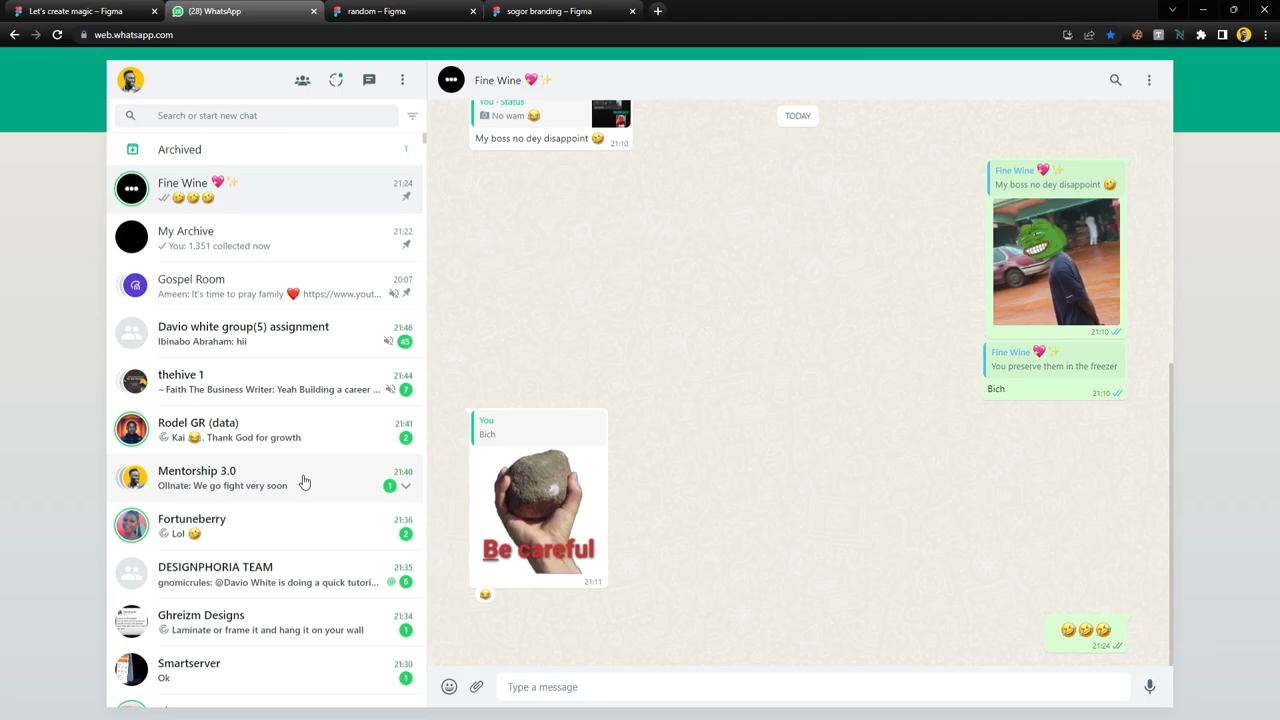 Let's create magic – Figma
(28) WhatsApp
random – Figma
sogor branding – Figma
web.whatsapp.com
Search or start new chat
Archived
1
Fine Wine 💖✨
21:24
🤣🤣🤣
My Archive
21:22
You: 1,351 collected now
Gospel Room
20:07
Ameen: It's time to pray family ❤️ https://www.yout...
Davio white group(5) assignment
21:46
Ibinabo Abraham: hii
45
thehive 1
21:44
~ Faith The Business Writer: Yeah Building a career ...
7
Rodel GR (data)
21:41
Kai 😂. Thank God for growth
2
Mentorship 3.0
21:40
Ollnate: We go fight very soon
1
Fortuneberry
21:36
Lol 🤣
2
DESIGNPHORIA TEAM
21:35
gnomicrules: @Davio White is doing a quick tutori...
@ 6
Ghreizm Designs
21:34
Laminate or frame it and hang it on your wall
1
Smartserver
21:30
Ok
1
Fine Wine 💖✨
You · Status
No wam 😂
My boss no dey disappoint 🤣
21:10
TODAY
Fine Wine 💖✨
My boss no dey disappoint 🤣
21:10
Fine Wine 💖✨
You preserve them in the freezer
Bich
21:10
You
Bich
Be careful
21:11
😂
🤣🤣🤣
21:24
Type a message